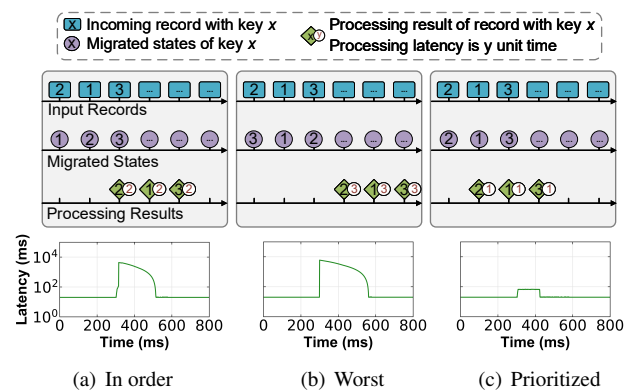 x Incoming record with key x
x Migrated states of key x
x y Processing result of record with key x
Processing latency is y unit time
2 1 3 ... ... ...
Input Records
1 2 3 ... ... ...
Migrated States
2 2 1 2 3 2
Processing Results
2 1 3 ... ... ...
3 1 2 ... ... ...
2 3 1 3 3 3
2 1 3 ... ... ...
2 1 3 ... ... ...
2 1 1 1 3 1
Latency (ms)
10^4
10^2
10^0
0 200 400 600 800
Time (ms)
0 200 400 600 800
Time (ms)
0 200 400 600 800
Time (ms)
(a) In order
(b) Worst
(c) Prioritized